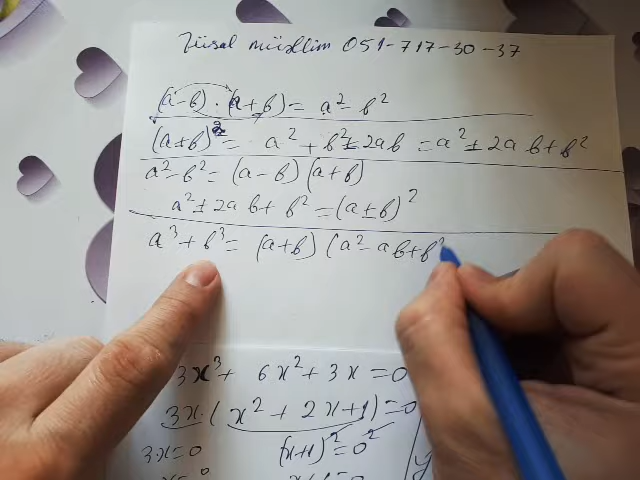 Züsal müəllim 051-717-30-37
(a-b)·(a+b)= a²-b²
(a±b)²= a²+b²±2ab =a²±2ab+b²
a²-b²=(a-b)(a+b)
a²±2ab+b²=(a±b)²
a³+b³= (a+b)(a²-ab+b²
3x³+ 6x²+3x=0
3x·(x²+2x+1)=0
3x=0 (x+1)²=0²